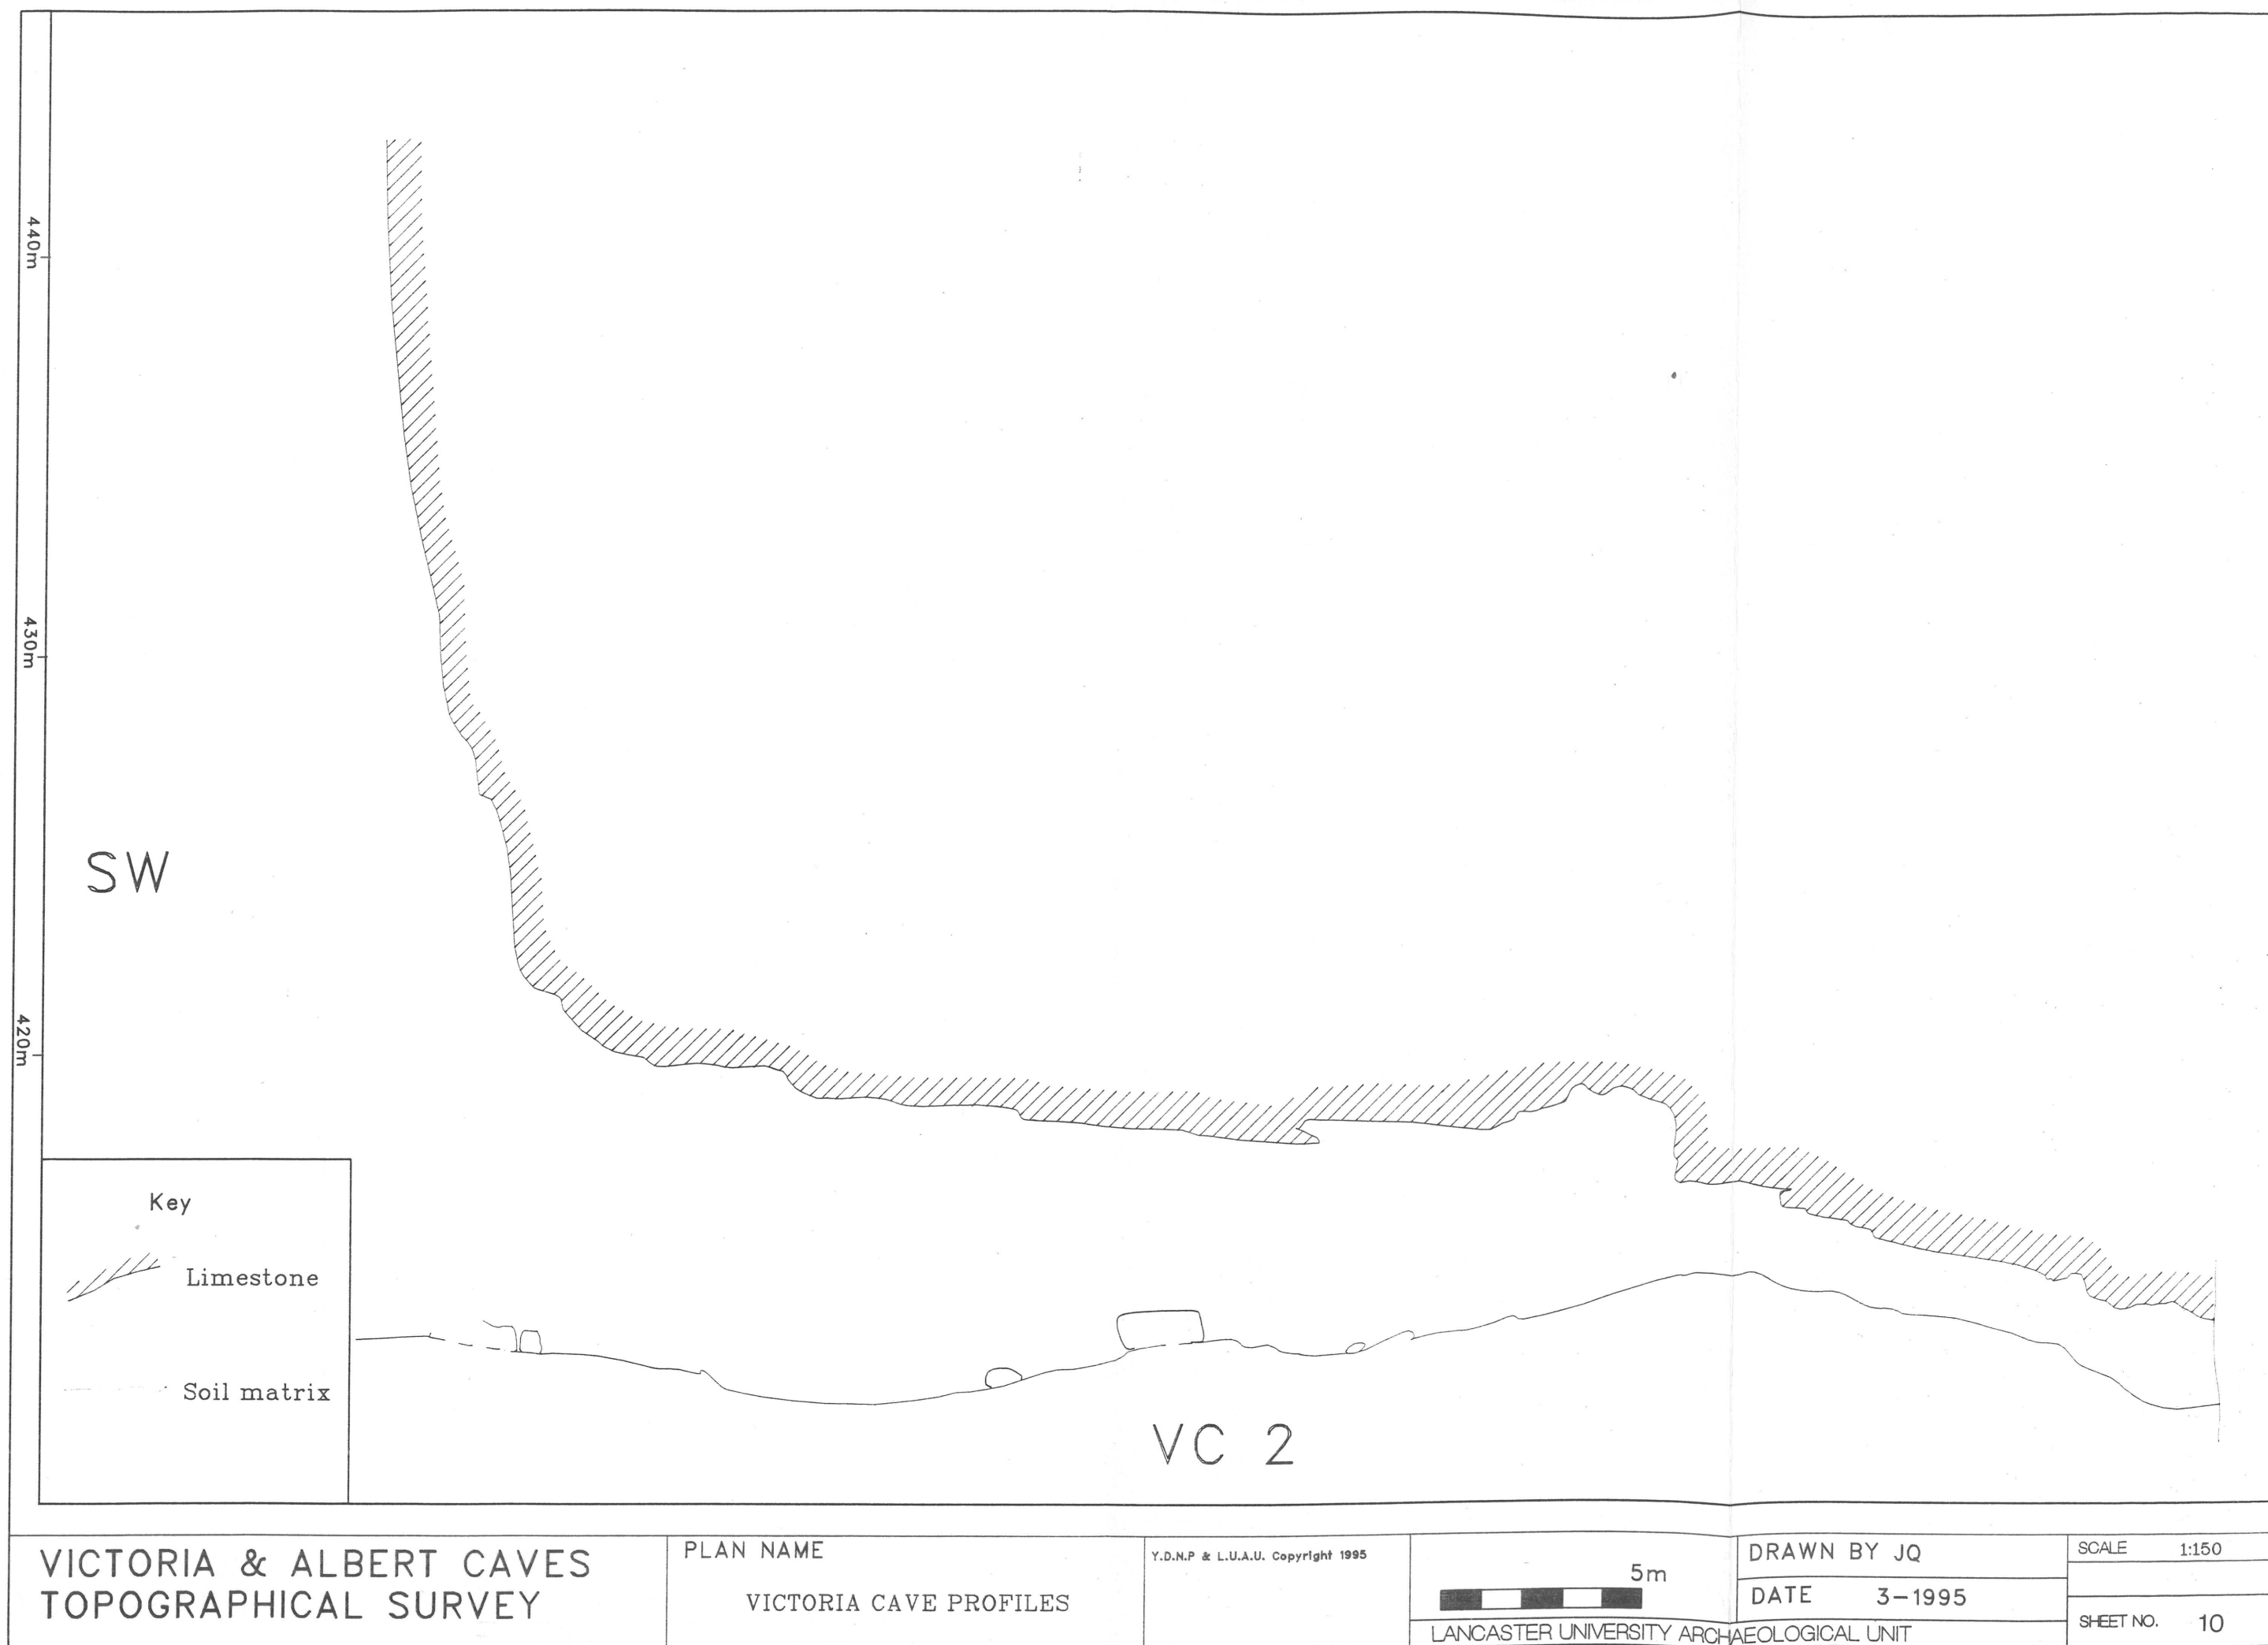 440m
430m
SW
420m
Key
Limestone
Soil matrix
VC 2
VICTORIA & ALBERT CAVES
TOPOGRAPHICAL SURVEY
PLAN NAME
VICTORIA CAVE PROFILES
Y.D.N.P & L.U.A.U. Copyright 1995
5m
LANCASTER UNIVERSITY ARCHAEOLOGICAL UNIT
DRAWN BY JQ
DATE 3-1995
SCALE 1:150
SHEET NO. 10